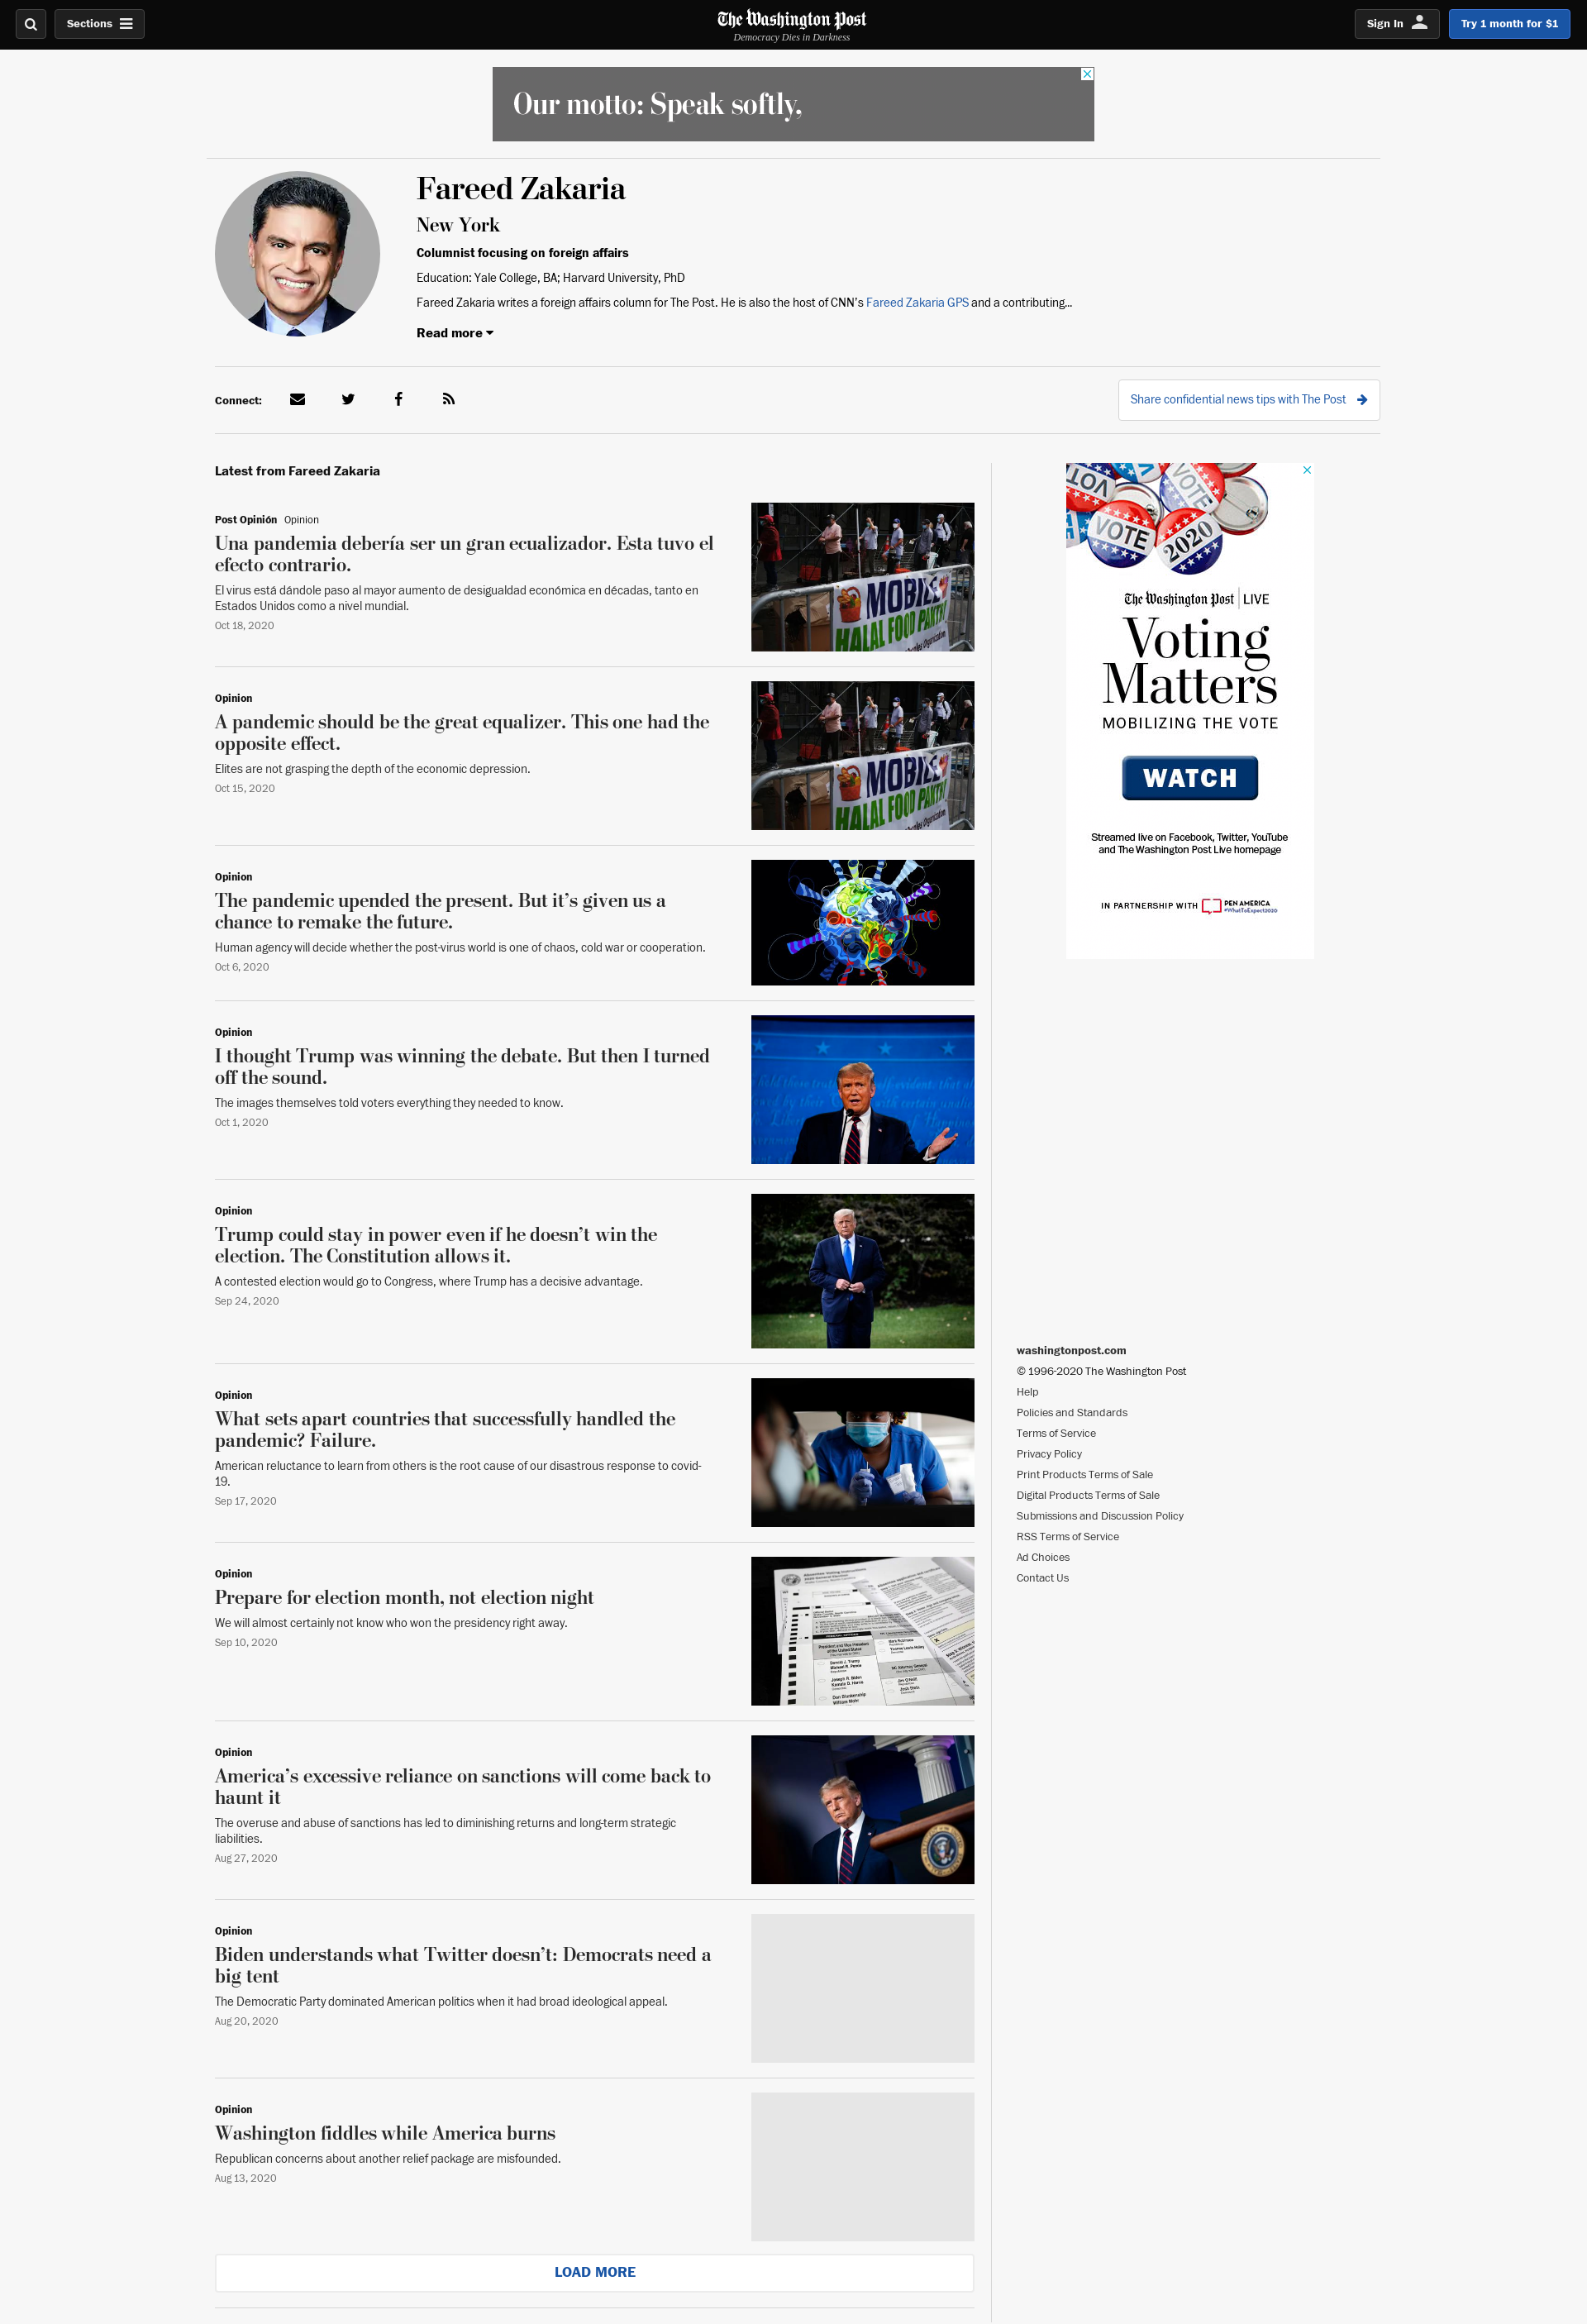 Sections
The Washington Post
Democracy Dies in Darkness
Sign In
Try 1 month for $1
Our motto: Speak softly,
Fareed Zakaria
New York
Columnist focusing on foreign affairs
Education: Yale College, BA; Harvard University, PhD
Fareed Zakaria writes a foreign affairs column for The Post. He is also the host of CNN’s Fareed Zakaria GPS and a contributing...
Read more
Connect:
Share confidential news tips with The Post
Latest from Fareed Zakaria
Post Opinión Opinion
Una pandemia debería ser un gran ecualizador. Esta tuvo el
efecto contrario.
El virus está dándole paso al mayor aumento de desigualdad económica en décadas, tanto en
Estados Unidos como a nivel mundial.
Oct 18, 2020
MOBILE
HALAL FOOD PANTRY
Opinion
A pandemic should be the great equalizer. This one had the
opposite effect.
Elites are not grasping the depth of the economic depression.
Oct 15, 2020
MOBILE
HALAL FOOD PANTRY
Opinion
The pandemic upended the present. But it’s given us a
chance to remake the future.
Human agency will decide whether the post-virus world is one of chaos, cold war or cooperation.
Oct 6, 2020
Opinion
I thought Trump was winning the debate. But then I turned
off the sound.
The images themselves told voters everything they needed to know.
Oct 1, 2020
Opinion
Trump could stay in power even if he doesn’t win the
election. The Constitution allows it.
A contested election would go to Congress, where Trump has a decisive advantage.
Sep 24, 2020
Opinion
What sets apart countries that successfully handled the
pandemic? Failure.
American reluctance to learn from others is the root cause of our disastrous response to covid-
19.
Sep 17, 2020
Opinion
Prepare for election month, not election night
We will almost certainly not know who won the presidency right away.
Sep 10, 2020
Opinion
America’s excessive reliance on sanctions will come back to
haunt it
The overuse and abuse of sanctions has led to diminishing returns and long-term strategic
liabilities.
Aug 27, 2020
Opinion
Biden understands what Twitter doesn’t: Democrats need a
big tent
The Democratic Party dominated American politics when it had broad ideological appeal.
Aug 20, 2020
Opinion
Washington fiddles while America burns
Republican concerns about another relief package are misfounded.
Aug 13, 2020
LOAD MORE
VOTE
VOTE
VOTE
2020
The Washington Post LIVE
Voting
Matters
MOBILIZING THE VOTE
WATCH
Streamed live on Facebook, Twitter, YouTube
and The Washington Post Live homepage
IN PARTNERSHIP WITH PEN AMERICA
#WhatToExpect2020
washingtonpost.com
© 1996-2020 The Washington Post
Help
Policies and Standards
Terms of Service
Privacy Policy
Print Products Terms of Sale
Digital Products Terms of Sale
Submissions and Discussion Policy
RSS Terms of Service
Ad Choices
Contact Us